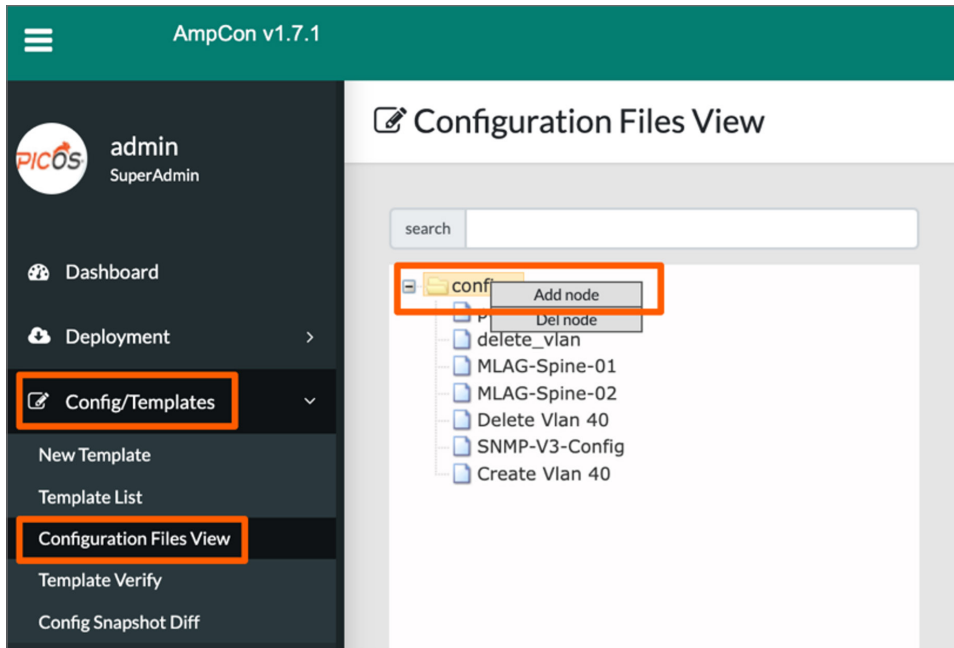 AmpCon v1.7.1
Configuration Files View
PICOS
admin
SuperAdmin
Dashboard
Deployment
Config/Templates
New Template
Template List
Configuration Files View
Template Verify
Config Snapshot Diff
search
Add node
Del node
delete_vlan
MLAG-Spine-01
MLAG-Spine-02
Delete Vlan 40
SNMP-V3-Config
Create Vlan 40